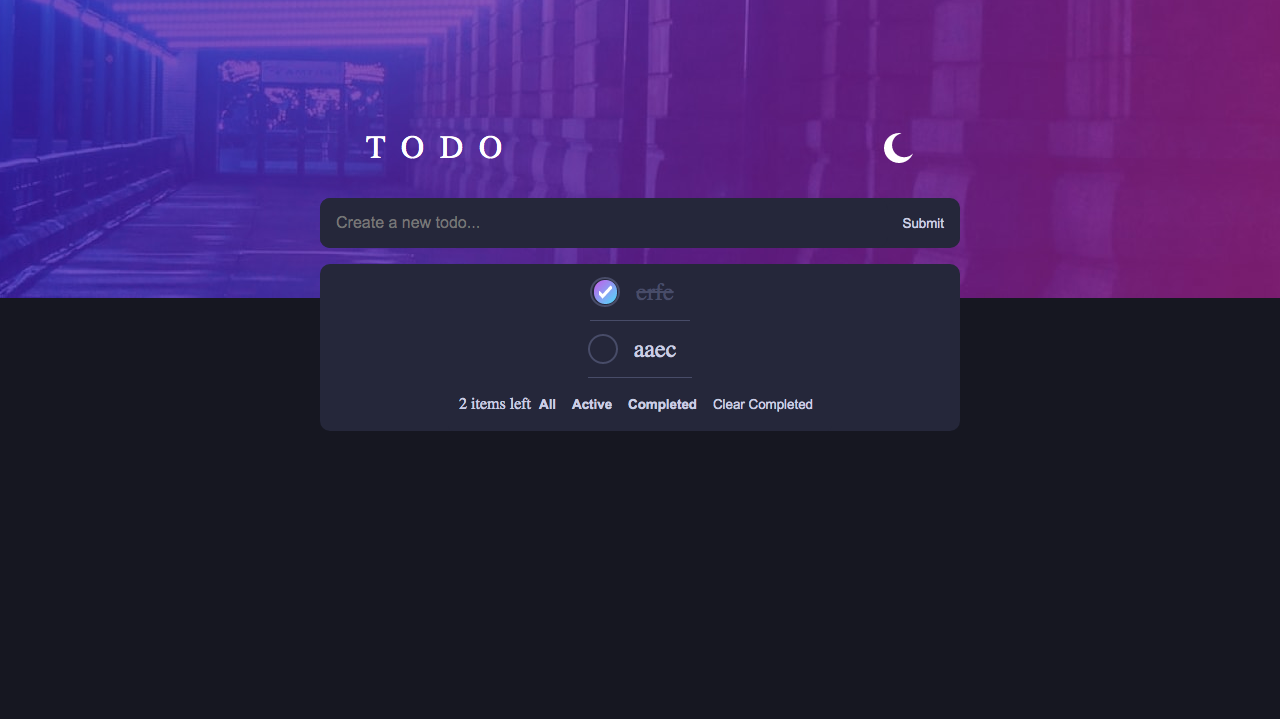 TODO
Create a new todo... Submit
erfe
aaec
2 items left All Active Completed Clear Completed